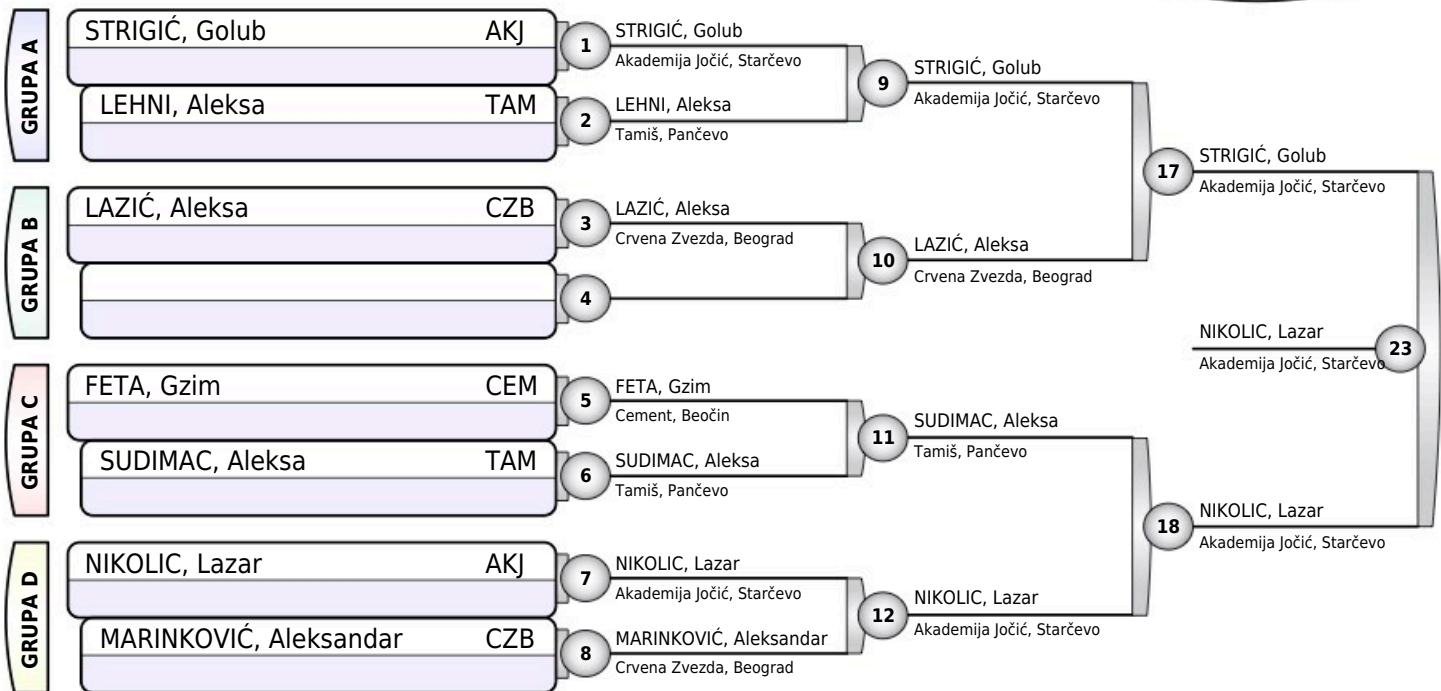 GRUPA A
STRIGIĆ, Golub AKJ
LEHNI, Aleksa TAM
GRUPA B
LAZIĆ, Aleksa CZB
GRUPA C
FETA, Gzim CEM
SUDIMAC, Aleksa TAM
GRUPA D
NIKOLIC, Lazar AKJ
MARINKOVIĆ, Aleksandar CZB
1
STRIGIĆ, Golub
Akademija Jočić, Starčevo
2
LEHNI, Aleksa
Tamiš, Pančevo
3
LAZIĆ, Aleksa
Crvena Zvezda, Beograd
4
5
FETA, Gzim
Cement, Beočin
6
SUDIMAC, Aleksa
Tamiš, Pančevo
7
NIKOLIC, Lazar
Akademija Jočić, Starčevo
8
MARINKOVIĆ, Aleksandar
Crvena Zvezda, Beograd
9
STRIGIĆ, Golub
Akademija Jočić, Starčevo
10
LAZIĆ, Aleksa
Crvena Zvezda, Beograd
11
SUDIMAC, Aleksa
Tamiš, Pančevo
12
NIKOLIC, Lazar
Akademija Jočić, Starčevo
17
STRIGIĆ, Golub
Akademija Jočić, Starčevo
18
NIKOLIC, Lazar
Akademija Jočić, Starčevo
NIKOLIC, Lazar
Akademija Jočić, Starčevo
23